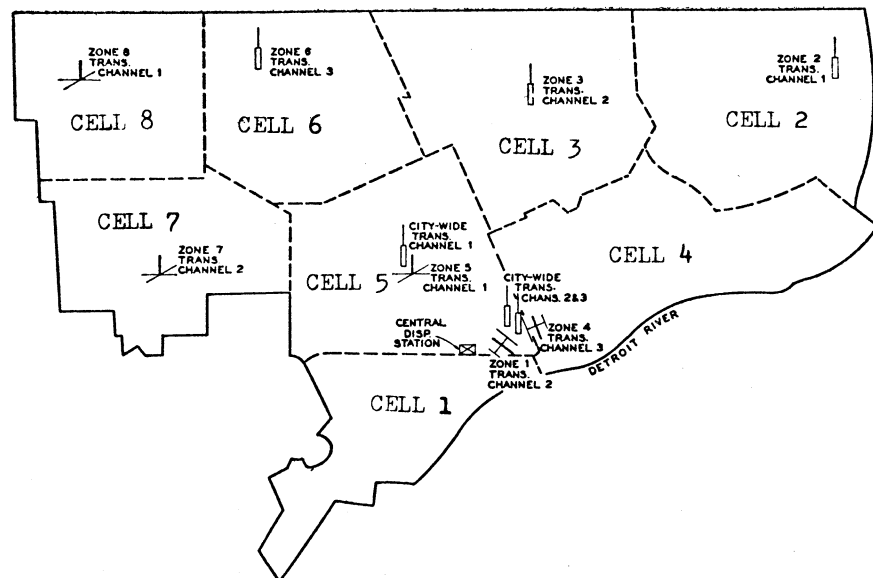 ZONE 8
TRANS.
CHANNEL 1
CELL 8
ZONE 6
TRANS.
CHANNEL 3
CELL 6
ZONE 3
TRANS-
CHANNEL 2
CELL 3
ZONE 2
TRANS.
CHANNEL 1
CELL 2
CELL 7
ZONE 7
TRANS
CHANNEL 2
CITY-WIDE
TRANS.
CHANNEL 1
CELL 5
ZONE 5
TRANS.
CHANNEL 1
CELL 4
CITY-WIDE
TRANS-
CHANS. 2&3
ZONE 4
TRANS.
CHANNEL 3
CENTRAL
DISP.
STATION
ZONE 1
TRANS.
CHANNEL 2
DETROIT RIVER
CELL 1